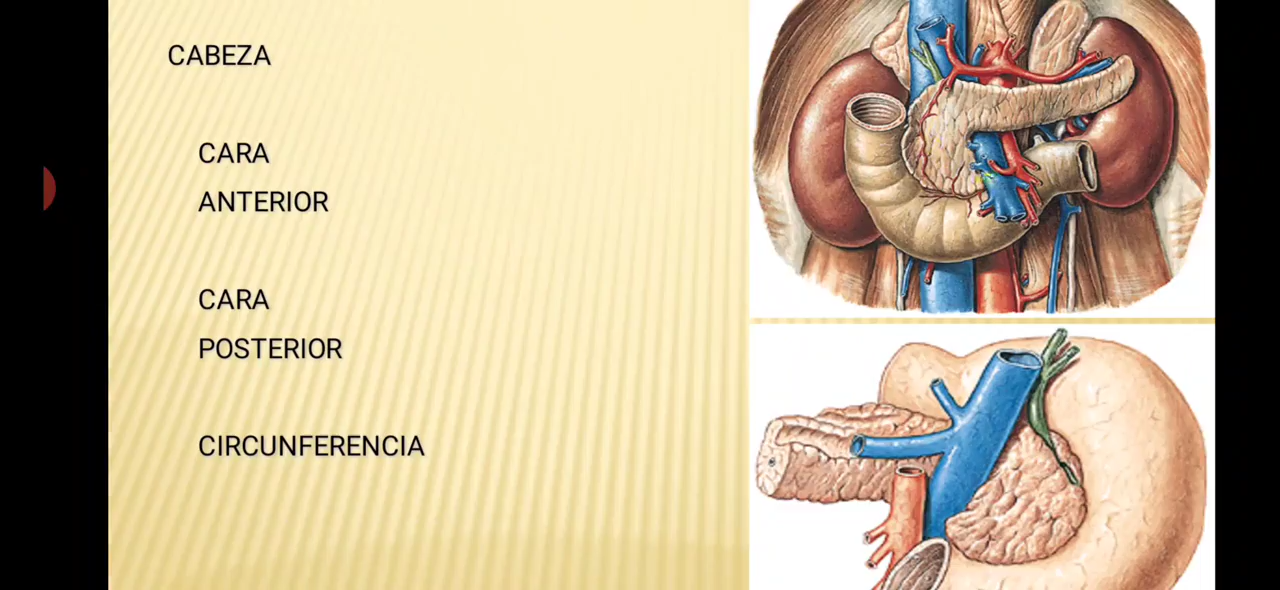 CABEZA
CARA
ANTERIOR
CARA
POSTERIOR
CIRCUNFERENCIA